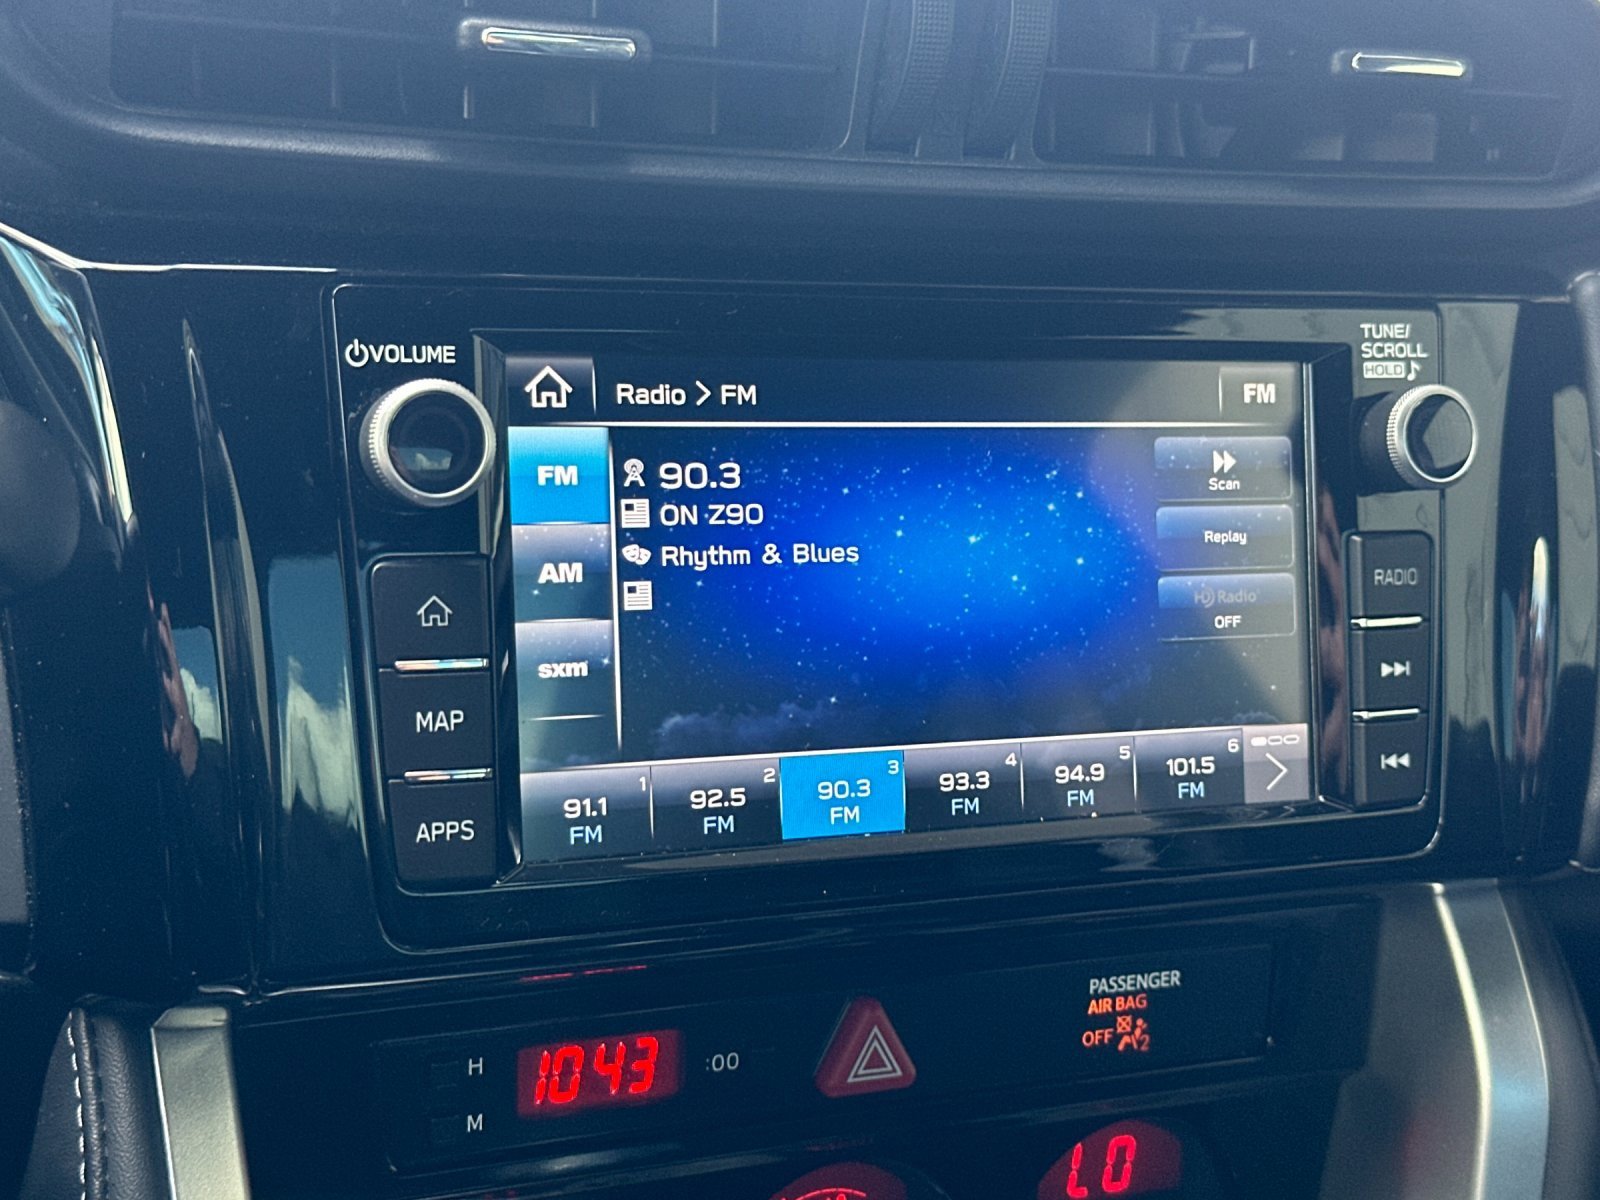 VOLUME
TUNE/
SCROLL
HOLD
Radio > FM
FM
FM
90.3
ON Z90
Rhythm & Blues
AM
sxm
Scan
Replay
HD Radio
OFF
MAP
APPS
RADIO
1
91.1
FM
2
92.5
FM
3
90.3
FM
4
93.3
FM
5
94.9
FM
6
101.5
FM
PASSENGER
AIR BAG
OFF 2
H
1043
:00
M
LO